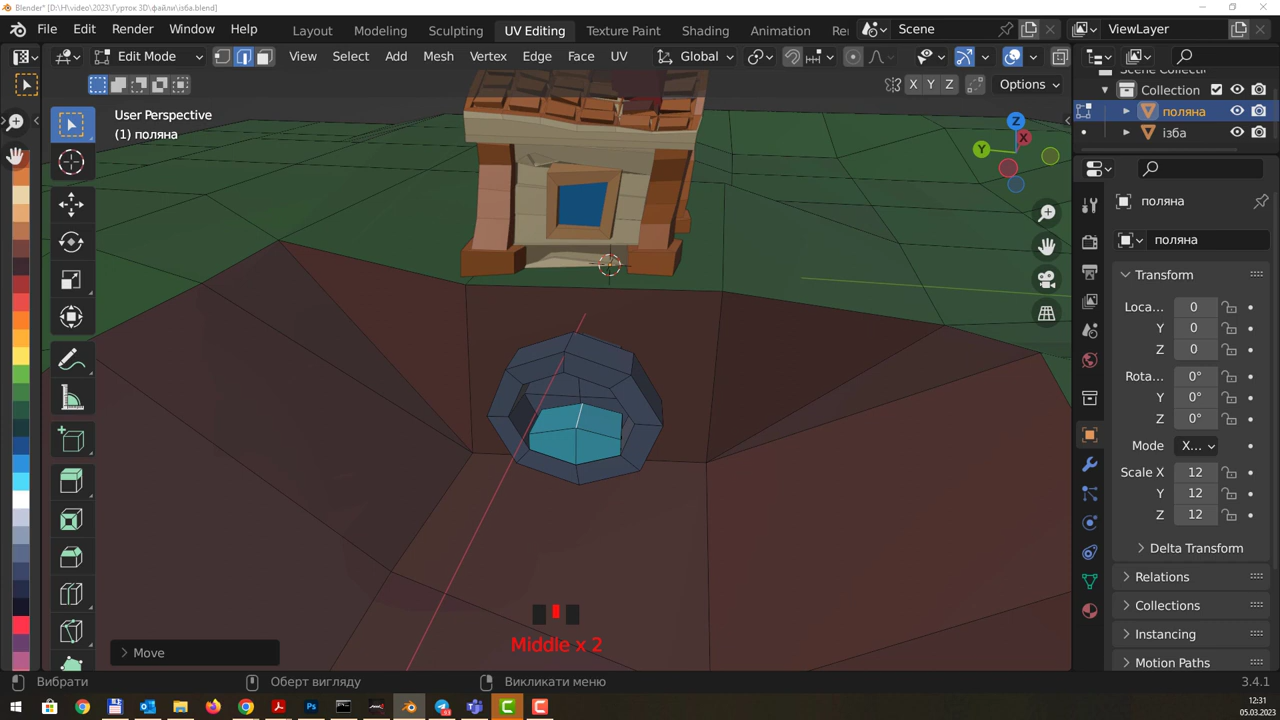 Blender* [D:\H\video\2023\Гурток 3D\файли\ізба.blend]
File Edit Render Window Help
Layout Modeling Sculpting UV Editing Texture Paint Shading Animation Re
Scene
ViewLayer
Edit Mode
View Select Add Mesh Vertex Edge Face UV
Global
X Y Z
Options
Collection
поляна
ізба
User Perspective
(1) поляна
Z
X
Y
поляна
поляна
Transform
Loca… 0
Y 0
Z 0
Rota… 0°
Y 0°
Z 0°
Mode X…
Scale X 12
Y 12
Z 12
Delta Transform
Relations
Collections
Instancing
Motion Paths
Middle x 2
Move
Вибрати
Оберт вигляду
Викликати меню
3.4.1
12:31
05.03.2023